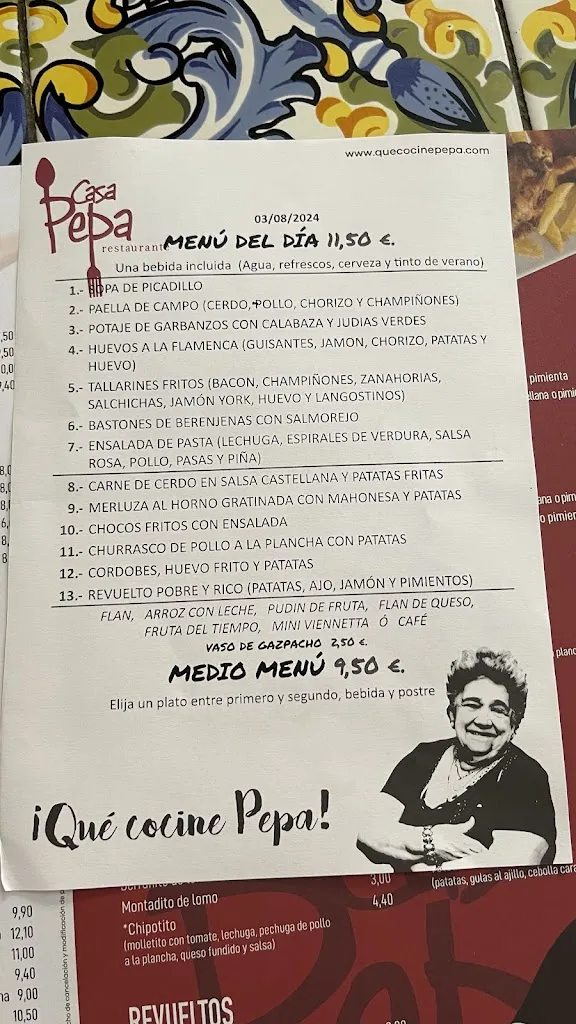 www.quecocinepepa.com
Casa
Pepa
restaurant
03/08/2024
MENÚ DEL DÍA 11,50 €.
Una bebida incluida (Agua, refrescos, cerveza y tinto de verano)
1.- SOPA DE PICADILLO
2.- PAELLA DE CAMPO (CERDO, POLLO, CHORIZO Y CHAMPIÑONES)
3.- POTAJE DE GARBANZOS CON CALABAZA Y JUDIAS VERDES
4.- HUEVOS A LA FLAMENCA (GUISANTES, JAMON, CHORIZO, PATATAS Y
HUEVO)
5.- TALLARINES FRITOS (BACON, CHAMPIÑONES, ZANAHORIAS,
SALCHICHAS, JAMÓN YORK, HUEVO Y LANGOSTINOS)
6.- BASTONES DE BERENJENAS CON SALMOREJO
7.- ENSALADA DE PASTA (LECHUGA, ESPIRALES DE VERDURA, SALSA
ROSA, POLLO, PASAS Y PIÑA)
8.- CARNE DE CERDO EN SALSA CASTELLANA Y PATATAS FRITAS
9.- MERLUZA AL HORNO GRATINADA CON MAHONESA Y PATATAS
10.- CHOCOS FRITOS CON ENSALADA
11.- CHURRASCO DE POLLO A LA PLANCHA CON PATATAS
12.- CORDOBES, HUEVO FRITO Y PATATAS
13.- REVUELTO POBRE Y RICO (PATATAS, AJO, JAMÓN Y PIMIENTOS)
FLAN, ARROZ CON LECHE, PUDIN DE FRUTA, FLAN DE QUESO,
FRUTA DEL TIEMPO, MINI VIENNETTA Ó CAFÉ
VASO DE GAZPACHO 2,50 €.
MEDIO MENÚ 9,50 €.
Elija un plato entre primero y segundo, bebida y postre
¡Qué cocine Pepa!
pimienta
3,00
(patatas, gulas al ajillo, cebolla
Montadito de lomo 4,40
*Chipotito
(molletito con tomate, lechuga, pechuga de pollo
a la plancha, queso fundido y salsa)
REVUELTOS
9,90
12,10
11,00
9,40
9,00
10,50